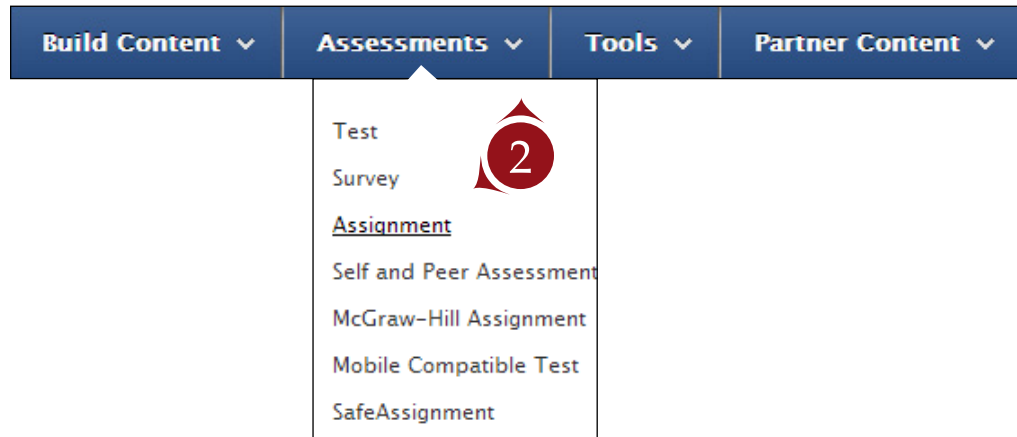 Build Content Assessments Tools Partner Content
2
Test
Survey
Assignment
Self and Peer Assessment
McGraw-Hill Assignment
Mobile Compatible Test
SafeAssignment